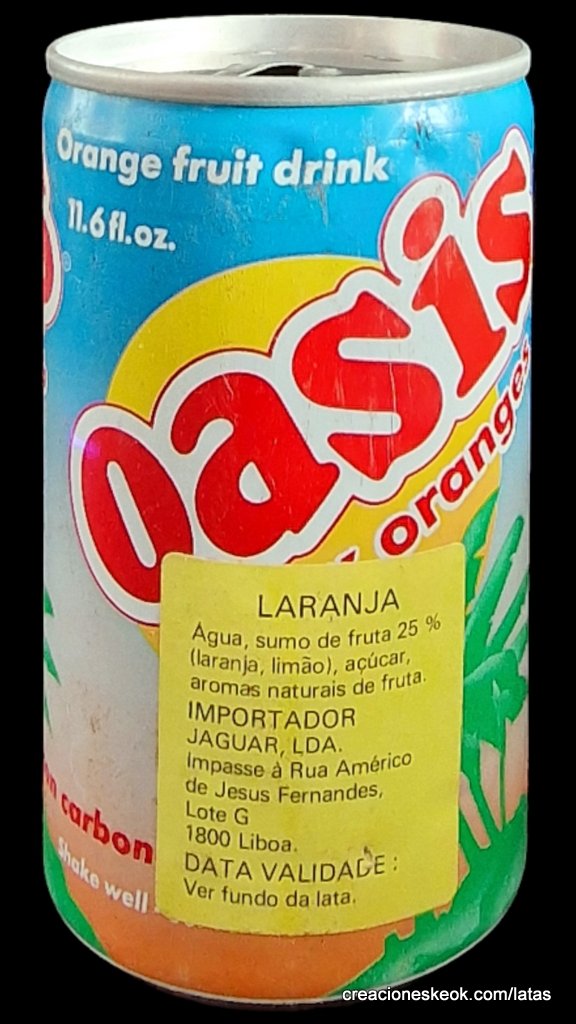 Orange fruit drink
11.6fl.oz.
Oasis
oranges
LARANJA
Água, sumo de fruta 25 %
(laranja, limão), açúcar,
aromas naturais de fruta.
IMPORTADOR
JAGUAR, LDA.
Impasse à Rua Américo
de Jesus Fernandes,
Lote G
1800 Liboa.
DATA VALIDADE :
Ver fundo da lata.
carbon
Shake well
creacioneskeok.com/latas